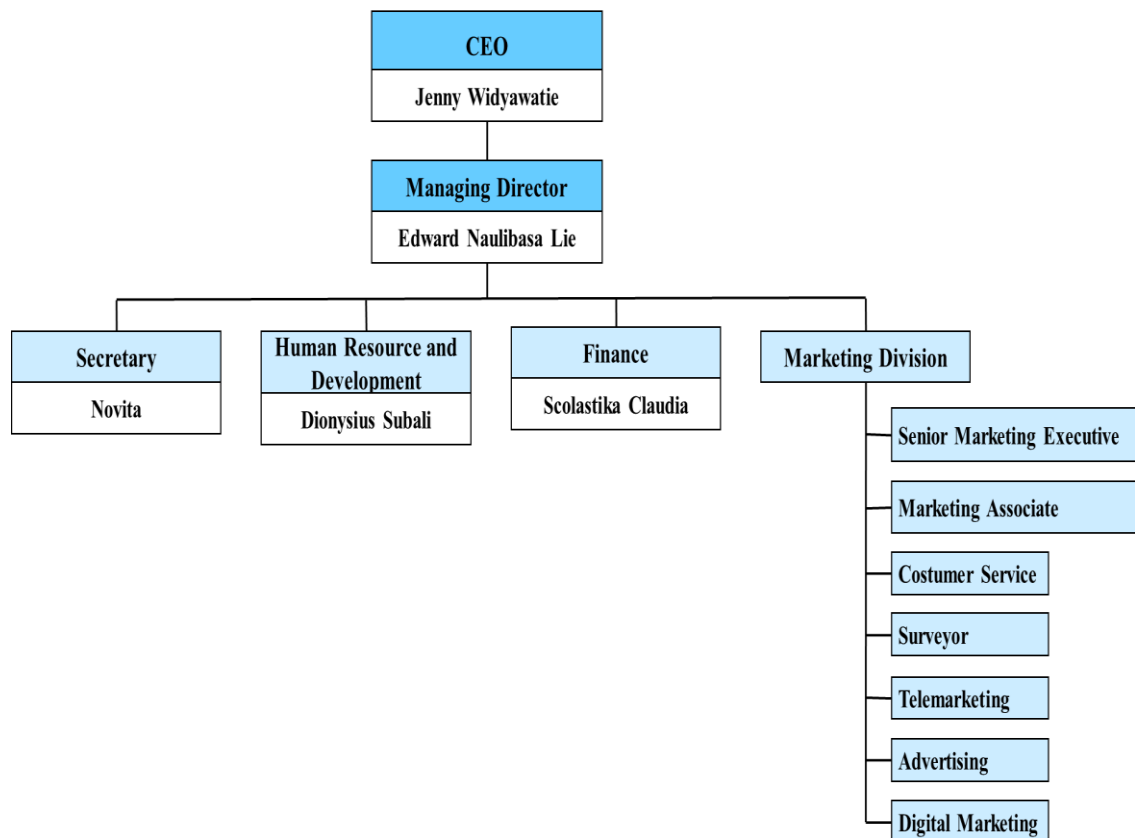 CEO
Jenny Widyawatie
Managing Director
Edward Naulibasa Lie
Secretary
Novita
Human Resource and
Development
Dionysius Subali
Finance
Scolastika Claudia
Marketing Division
Senior Marketing Executive
Marketing Associate
Costumer Service
Surveyor
Telemarketing
Advertising
Digital Marketing